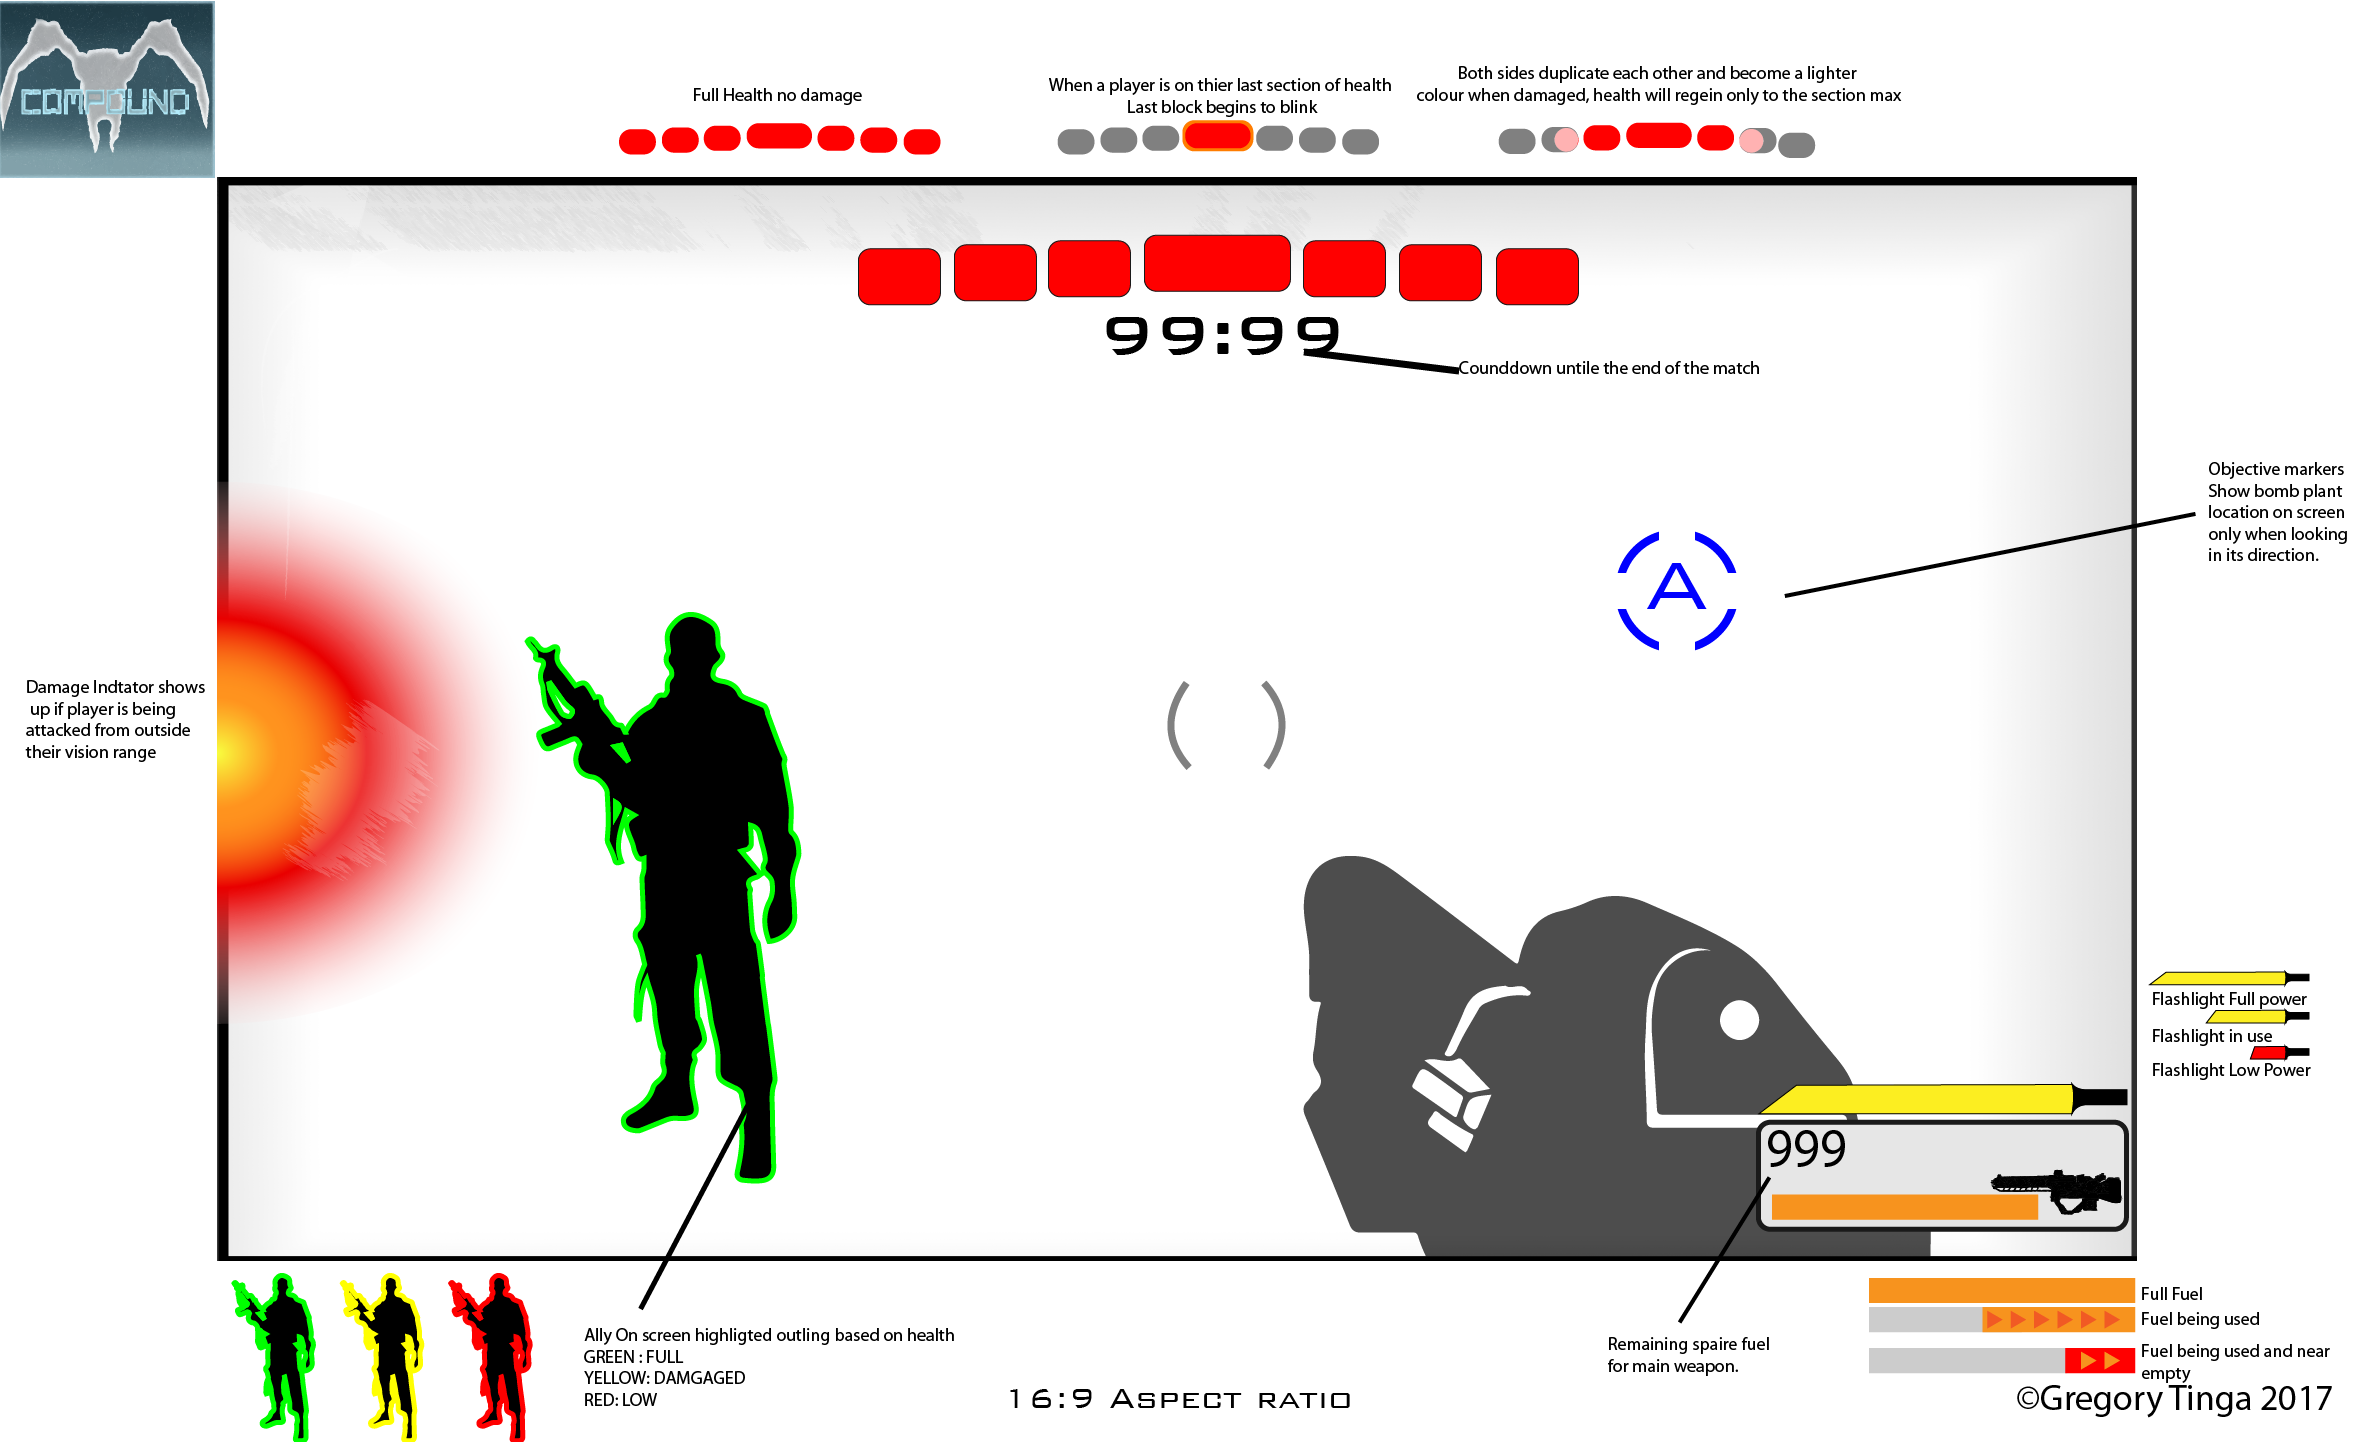 COMPOUND
Full Health no damage
When a player is on thier last section of health
Last block begins to blink
Both sides duplicate each other and become a lighter
colour when damaged, health will regein only to the section max
99:99
Counddown untile the end of the match
Objective markers
Show bomb plant
location on screen
only when looking
in its direction.
A
Damage Indtator shows
up if player is being
attacked from outside
their vision range
Flashlight Full power
Flashlight in use
Flashlight Low Power
999
Ally On screen highligted outling based on health
GREEN : FULL
YELLOW: DAMGAGED
RED: LOW
Remaining spaire fuel
for main weapon.
Full Fuel
Fuel being used
Fuel being used and near
empty
16:9 Aspect ratio
©Gregory Tinga 2017